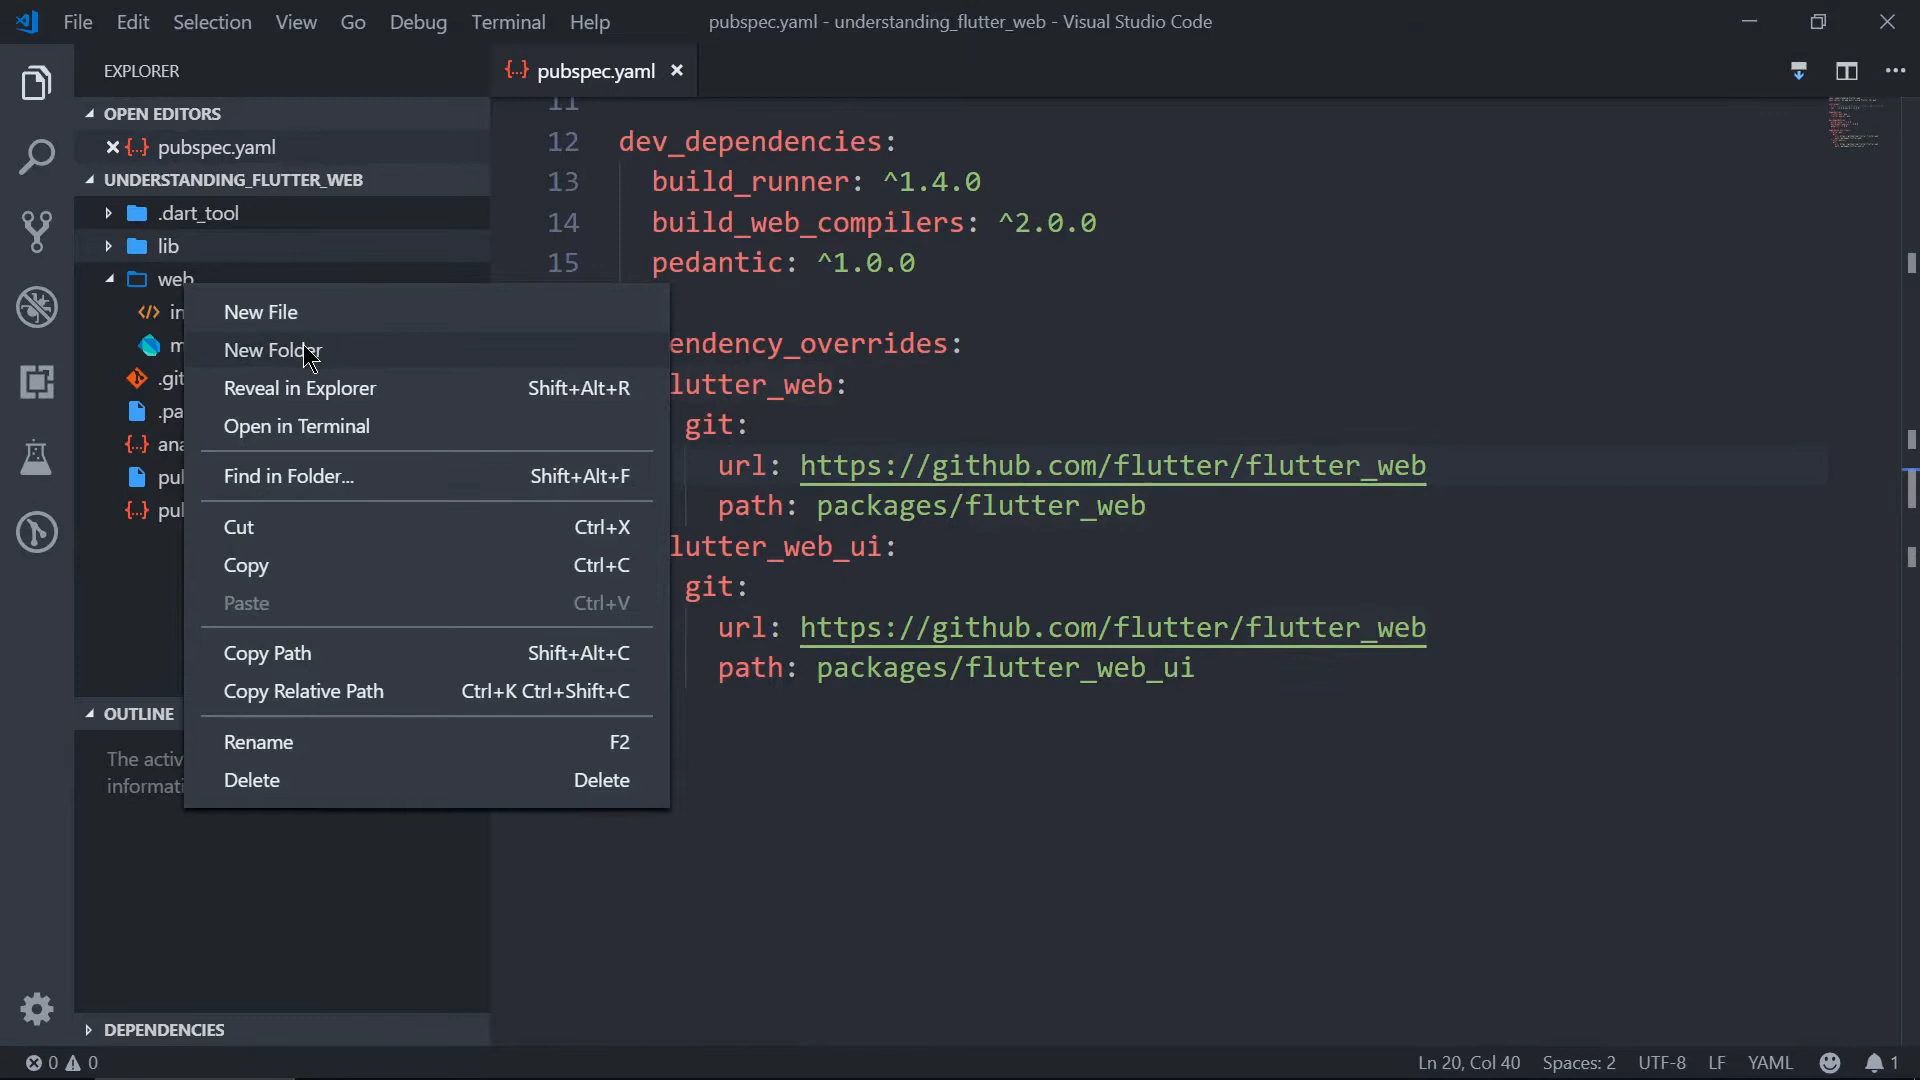 File Edit Selection View Go Debug Terminal Help pubspec.yaml - understanding_flutter_web - Visual Studio Code
EXPLORER
{..} pubspec.yaml ×
OPEN EDITORS
× {..} pubspec.yaml
UNDERSTANDING_FLUTTER_WEB
.dart_tool
lib
web
in
m
.git
.pa
{..} ana
pu
{..} pu
OUTLINE
The activ
informati
DEPENDENCIES
New File
New Folder
Reveal in Explorer Shift+Alt+R
Open in Terminal
Find in Folder... Shift+Alt+F
Cut Ctrl+X
Copy Ctrl+C
Paste Ctrl+V
Copy Path Shift+Alt+C
Copy Relative Path Ctrl+K Ctrl+Shift+C
Rename F2
Delete Delete
11
12 dev_dependencies:
13 build_runner: ^1.4.0
14 build_web_compilers: ^2.0.0
15 pedantic: ^1.0.0
endency_overrides:
lutter_web:
git:
url: https://github.com/flutter/flutter_web
path: packages/flutter_web
lutter_web_ui:
git:
url: https://github.com/flutter/flutter_web
path: packages/flutter_web_ui
0 0 Ln 20, Col 40 Spaces: 2 UTF-8 LF YAML 1